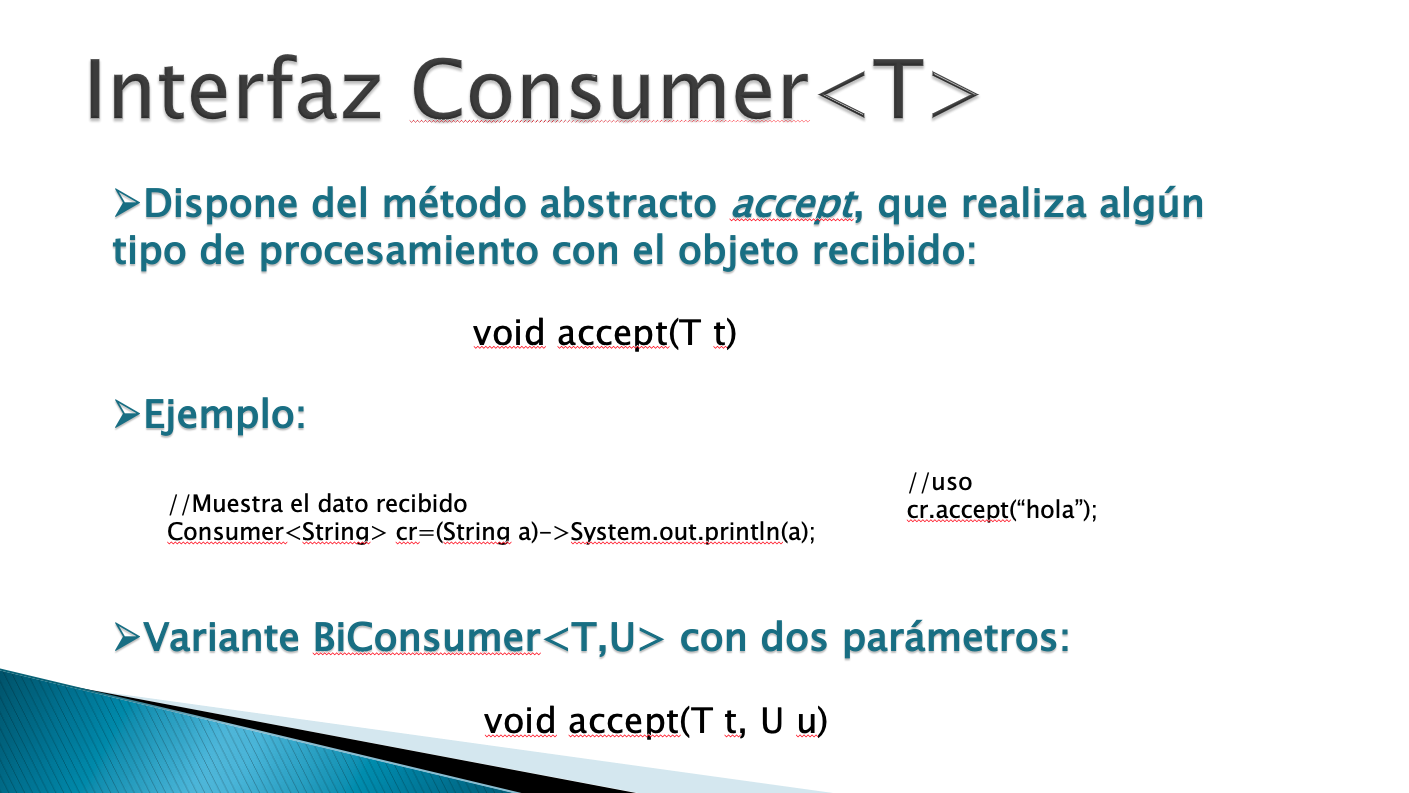 Interfaz Consumer<T>
➢Dispone del método abstracto accept, que realiza algún
tipo de procesamiento con el objeto recibido:
void accept(T t)
➢Ejemplo:
//Muestra el dato recibido
Consumer<String> cr=(String a)->System.out.println(a);
//uso
cr.accept(“hola”);
➢Variante BiConsumer<T,U> con dos parámetros:
void accept(T t, U u)